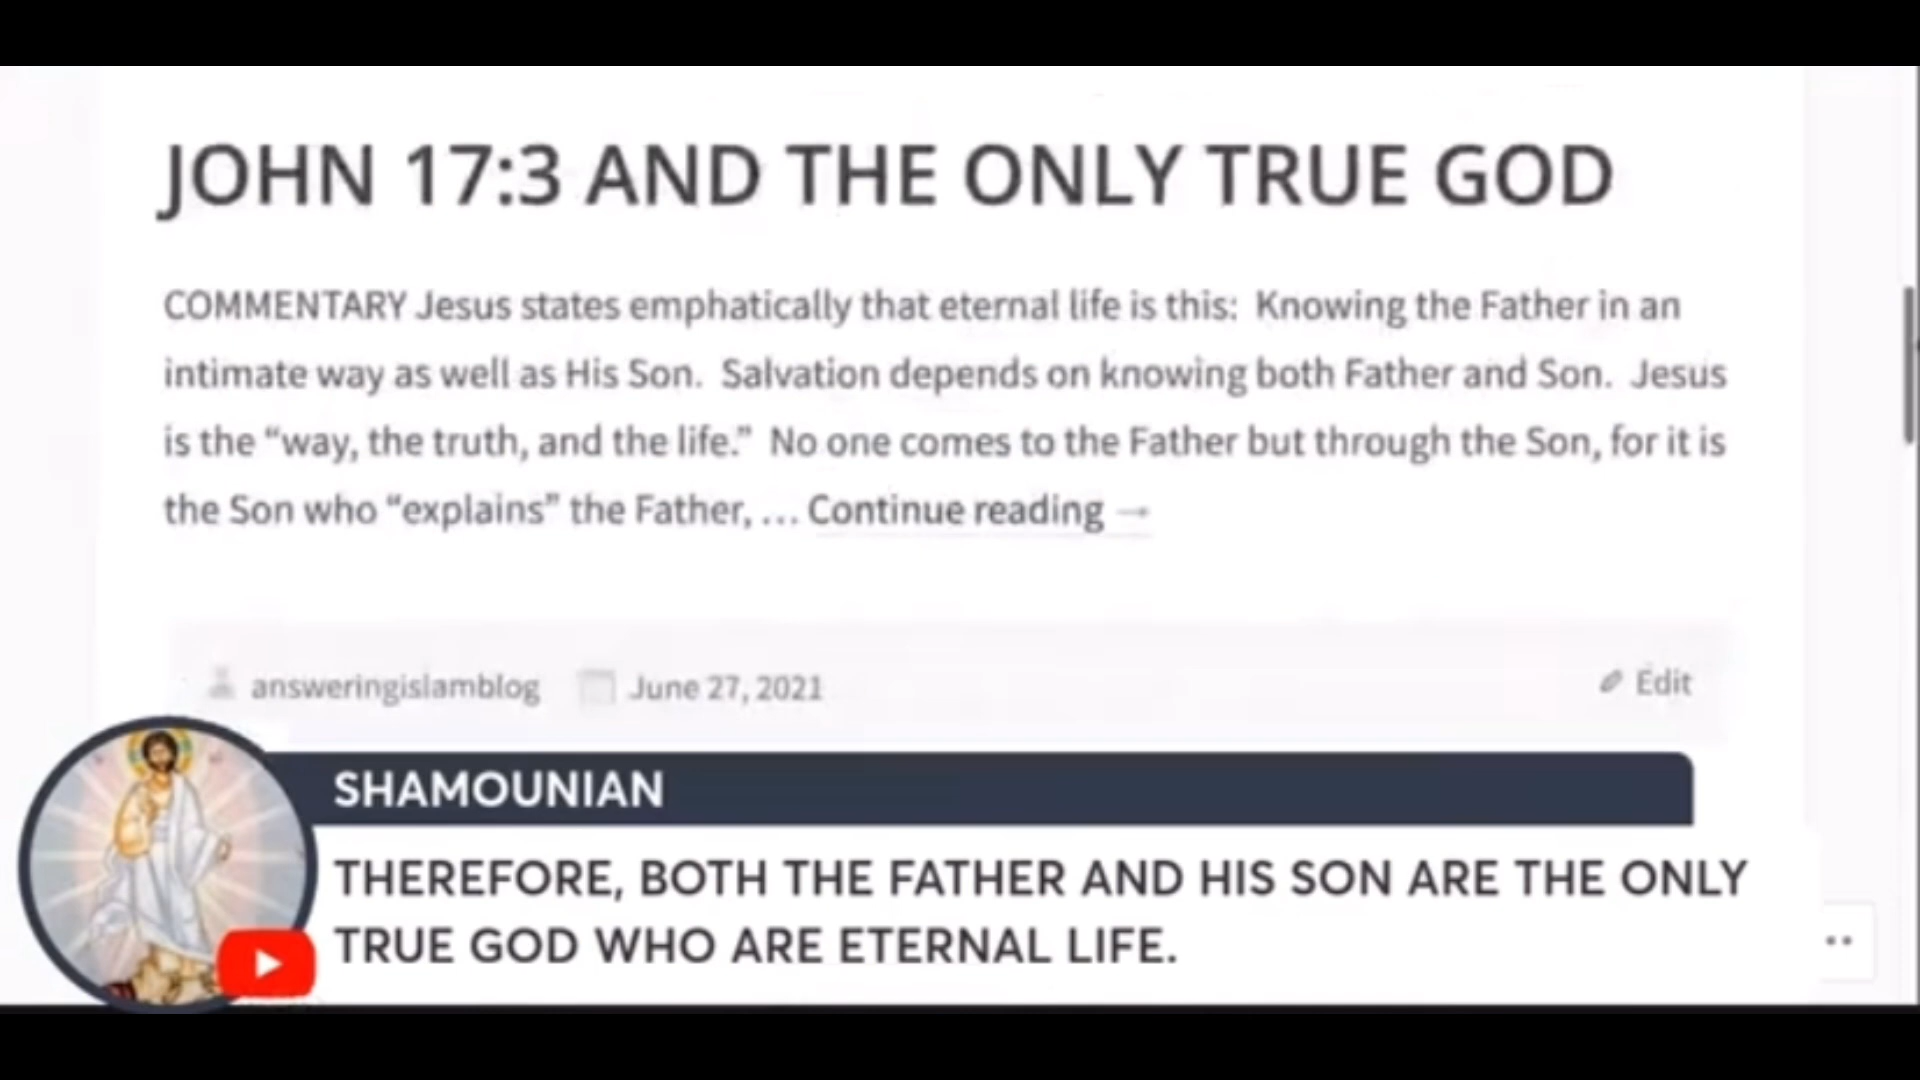 JOHN 17:3 AND THE ONLY TRUE GOD
COMMENTARY Jesus states emphatically that eternal life is this: Knowing the Father in an
intimate way as well as His Son. Salvation depends on knowing both Father and Son. Jesus
is the “way, the truth, and the life.” No one comes to the Father but through the Son, for it is
the Son who “explains” the Father, … Continue reading →
answeringislamblog June 27, 2021 Edit
SHAMOUNIAN
THEREFORE, BOTH THE FATHER AND HIS SON ARE THE ONLY
TRUE GOD WHO ARE ETERNAL LIFE.